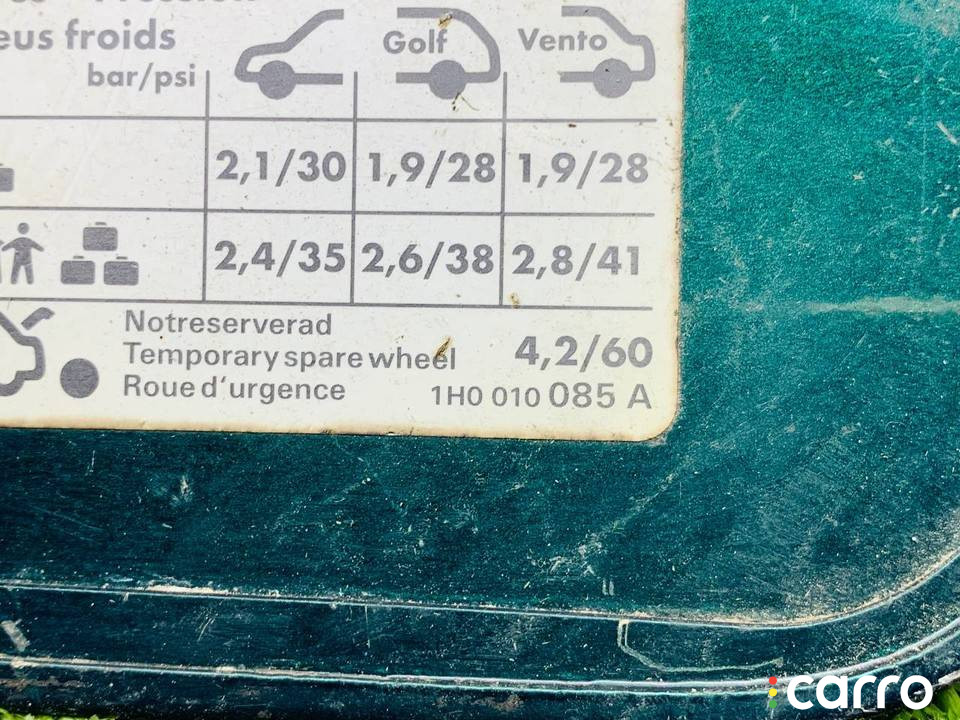 eus froids
bar/psi
Golf
Vento
2,1/30 1,9/28 1,9/28
2,4/35 2,6/38 2,8/41
Notreserverad
Temporary spare wheel 4,2/60
Roue d'urgence 1H0 010 085 A
carro